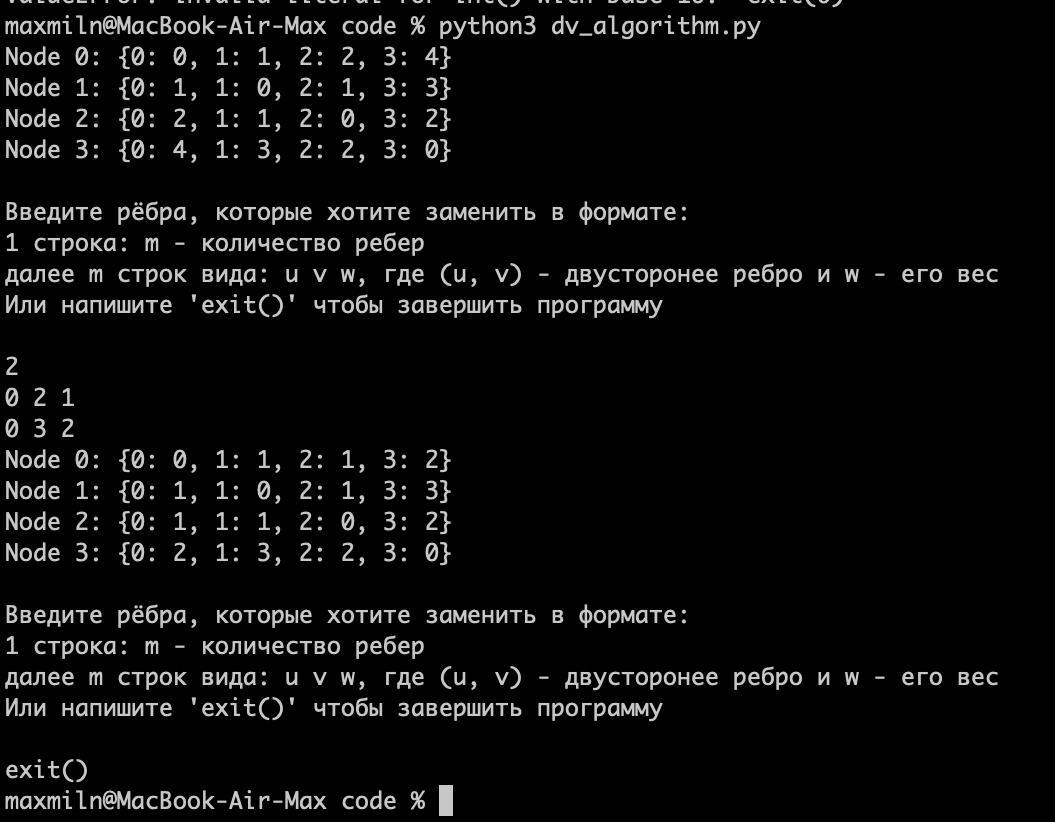 ValueError: invalid literal for int() with base 10: 'exit(0)'
maxmiln@MacBook-Air-Max code % python3 dv_algorithm.py
Node 0: {0: 0, 1: 1, 2: 2, 3: 4}
Node 1: {0: 1, 1: 0, 2: 1, 3: 3}
Node 2: {0: 2, 1: 1, 2: 0, 3: 2}
Node 3: {0: 4, 1: 3, 2: 2, 3: 0}
Введите рёбра, которые хотите заменить в формате:
1 строка: m - количество ребер
далее m строк вида: u v w, где (u, v) - двусторонее ребро и w - его вес
Или напишите 'exit()' чтобы завершить программу
2
0 2 1
0 3 2
Node 0: {0: 0, 1: 1, 2: 1, 3: 2}
Node 1: {0: 1, 1: 0, 2: 1, 3: 3}
Node 2: {0: 1, 1: 1, 2: 0, 3: 2}
Node 3: {0: 2, 1: 3, 2: 2, 3: 0}
Введите рёбра, которые хотите заменить в формате:
1 строка: m - количество ребер
далее m строк вида: u v w, где (u, v) - двусторонее ребро и w - его вес
Или напишите 'exit()' чтобы завершить программу
exit()
maxmiln@MacBook-Air-Max code %